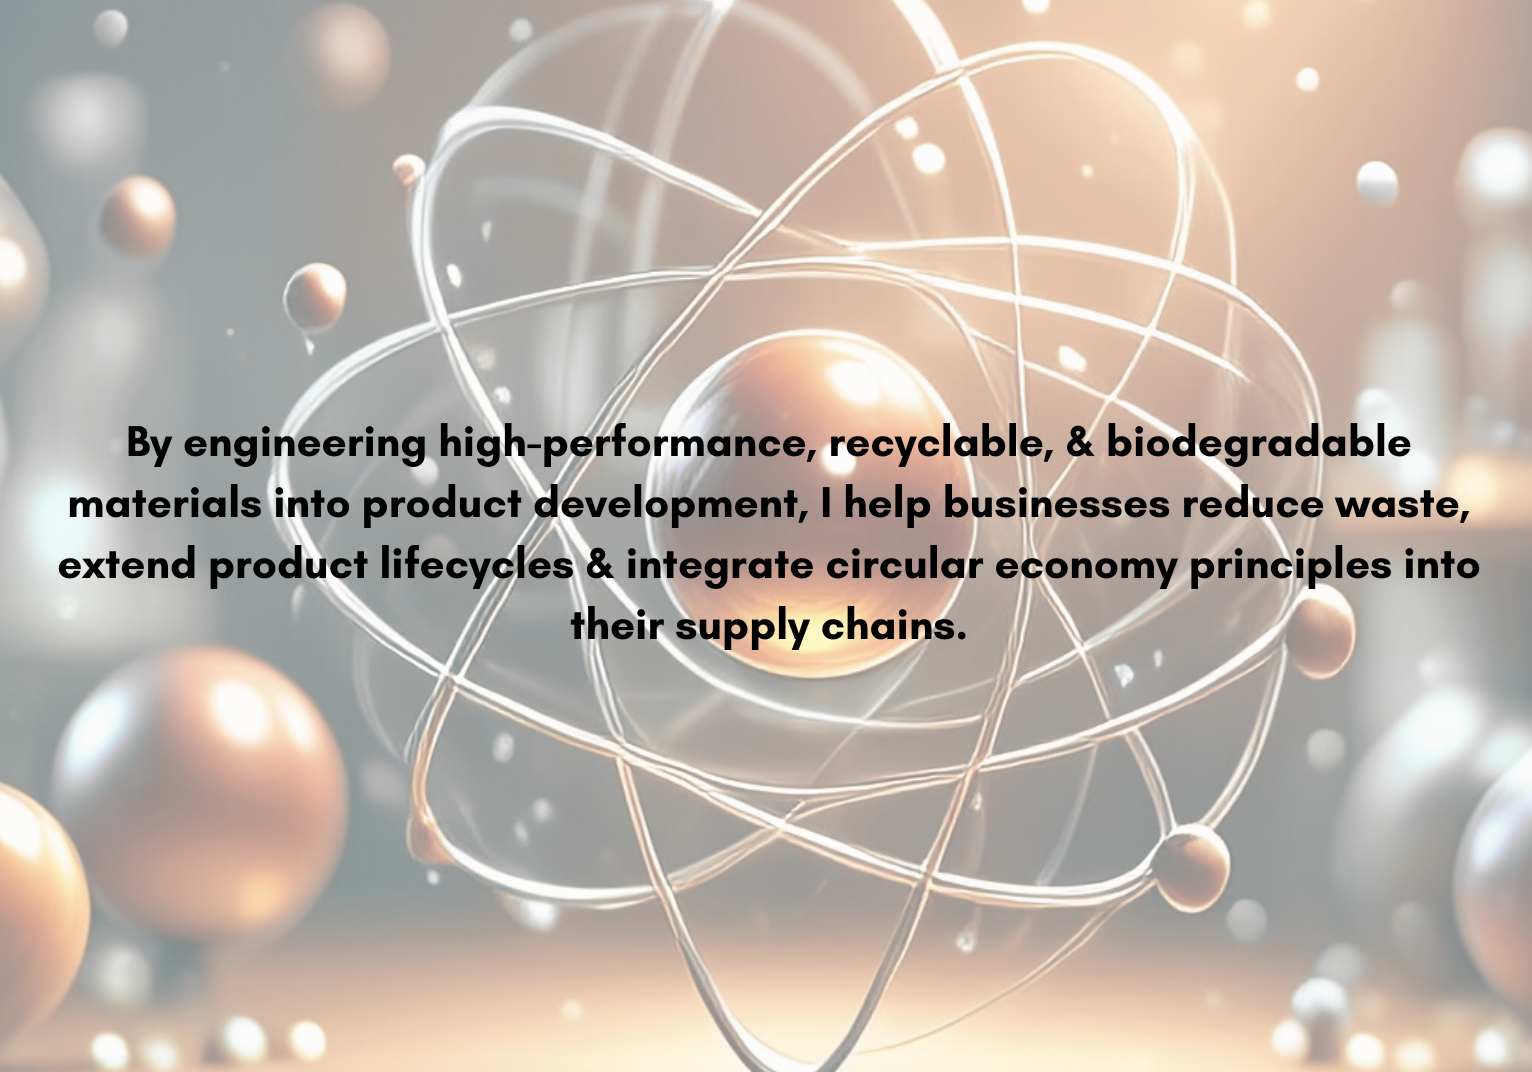 By engineering high-performance, recyclable, & biodegradable
materials into product development, I help businesses reduce waste,
extend product lifecycles & integrate circular economy principles into
their supply chains.